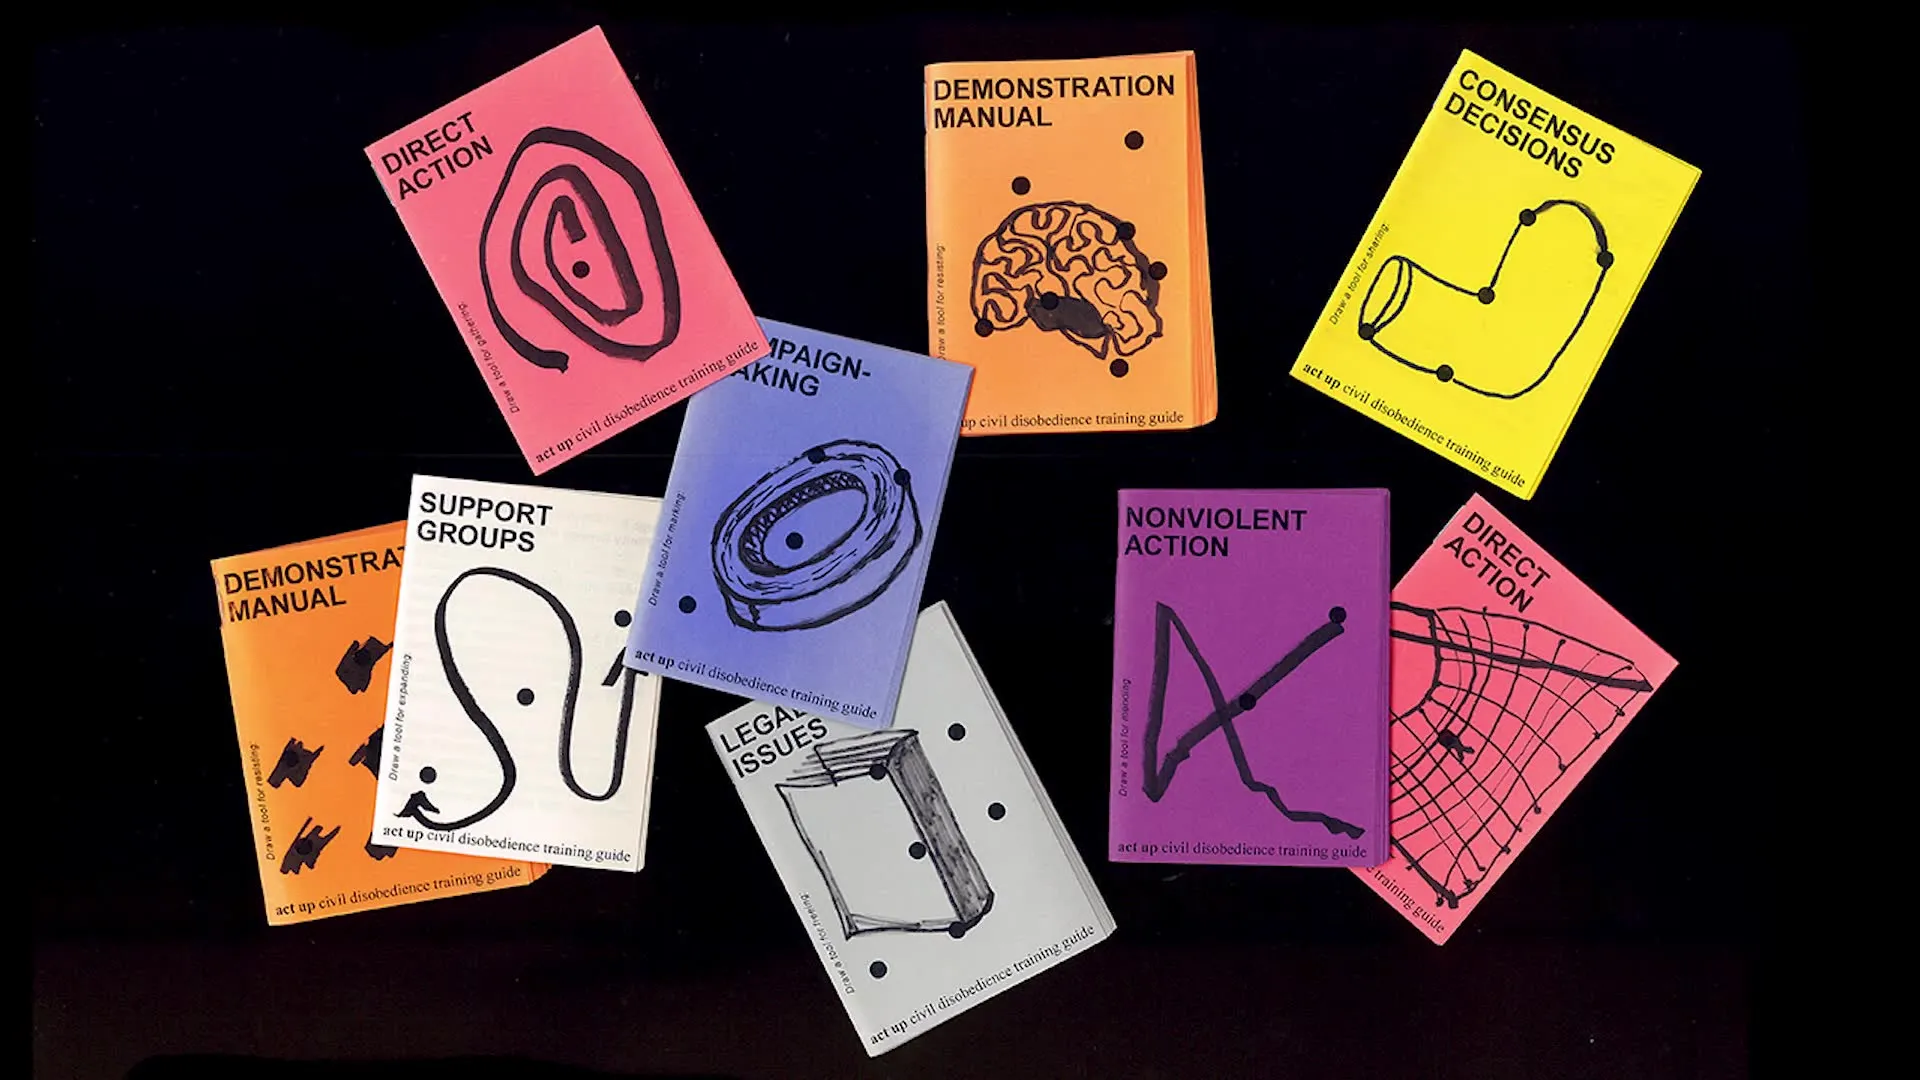 DIRECT
ACTION
Draw a tool for gathering:
act up civil disobedience training guide
DEMONSTRATION
MANUAL
Draw a tool for resisting:
up civil disobedience training guide
CONSENSUS
DECISIONS
Draw a tool for sharing:
act up civil disobedience training guide
MPAIGN-
AKING
Draw a tool for marking:
act up civil disobedience training guide
DEMONSTRAT
MANUAL
Draw a tool for resisting:
act up civil disobedience training guide
SUPPORT
GROUPS
Draw a tool for expanding:
act up civil disobedience training guide
LEGAL
ISSUES
Draw a tool for freeing:
act up civil disobedience training guide
NONVIOLENT
ACTION
Draw a tool for
act up civil disobedience training guide
DIRECT
ACTION
training guide